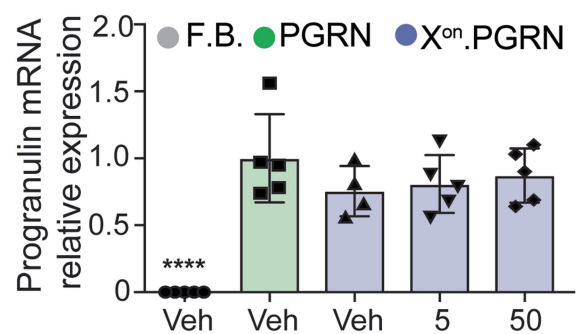 Progranulin mRNA
relative expression
2.0
1.5
1.0
0.5
0
F.B. PGRN Xᵒⁿ.PGRN
****
Veh Veh Veh 5 50